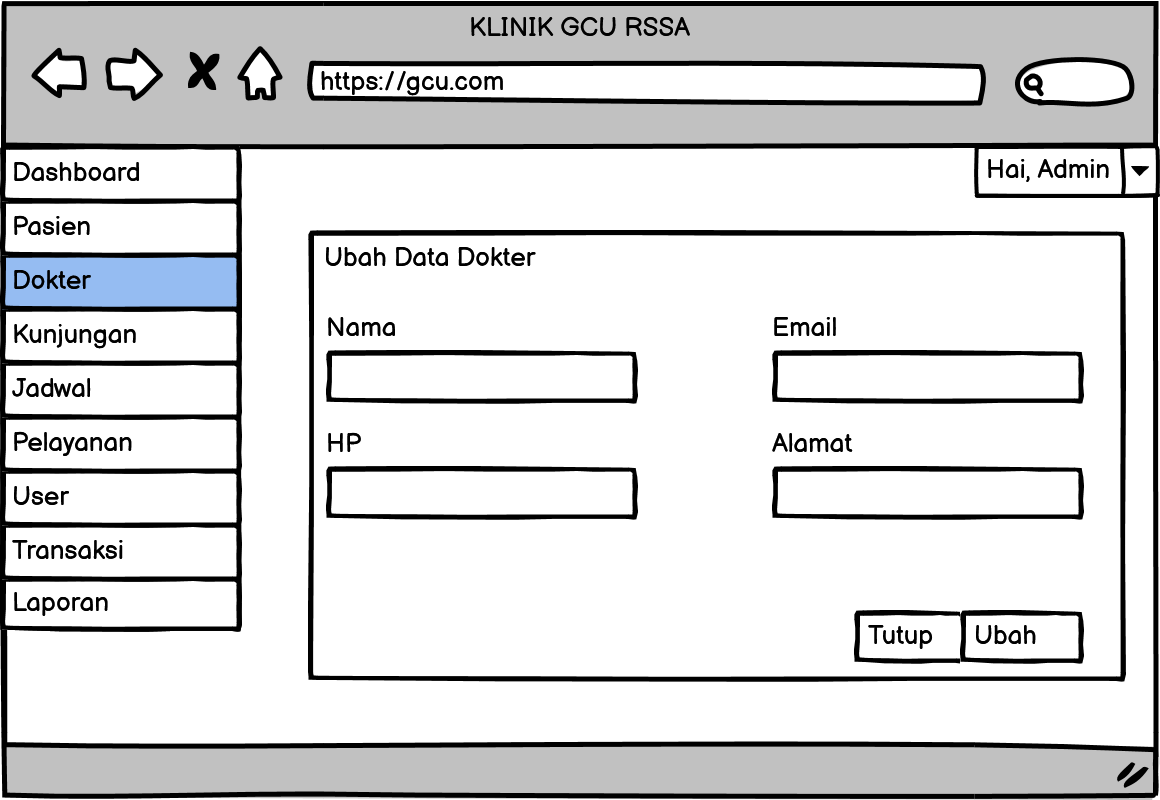 KLINIK GCU RSSA
https://gcu.com
Hai, Admin
Dashboard
Pasien
Dokter
Kunjungan
Jadwal
Pelayanan
User
Transaksi
Laporan
Ubah Data Dokter
Nama
Email
HP
Alamat
Tutup
Ubah